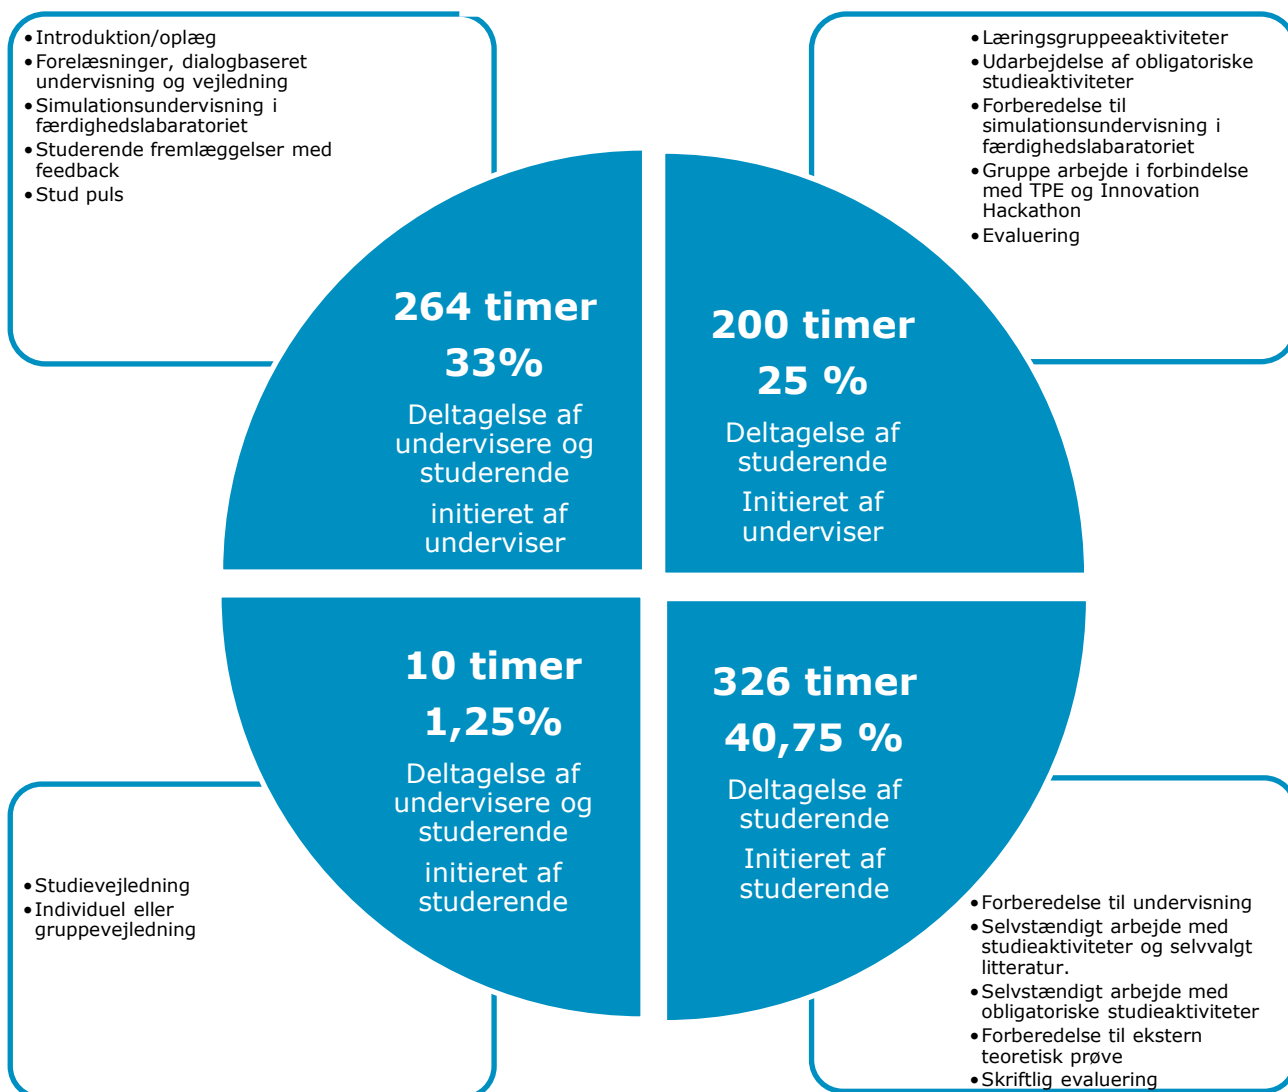 •Introduktion/oplæg
•Forelæsninger, dialogbaseret
undervisning og vejledning
•Simulationsundervisning i
færdighedslabaratoriet
•Studerende fremlæggelser med
feedback
•Stud puls
•Læringsgruppeeaktiviteter
•Udarbejdelse af obligatoriske
studieaktiviteter
•Forberedelse til
simulationsundervisning i
færdighedslabaratoriet
•Gruppe arbejde i forbindelse
med TPE og Innovation
Hackathon
•Evaluering
264 timer
33%
Deltagelse af
undervisere og
studerende
initieret af
underviser
200 timer
25 %
Deltagelse af
studerende
Initieret af
underviser
10 timer
1,25%
Deltagelse af
undervisere og
studerende
initieret af
studerende
326 timer
40,75 %
Deltagelse af
studerende
Initieret af
studerende
•Studievejledning
•Individuel eller
gruppevejledning
•Forberedelse til undervisning
•Selvstændigt arbejde med
studieaktiviteter og selvvalgt
litteratur.
•Selvstændigt arbejde med
obligatoriske studieaktiviteter
•Forberedelse til ekstern
teoretisk prøve
•Skriftlig evaluering